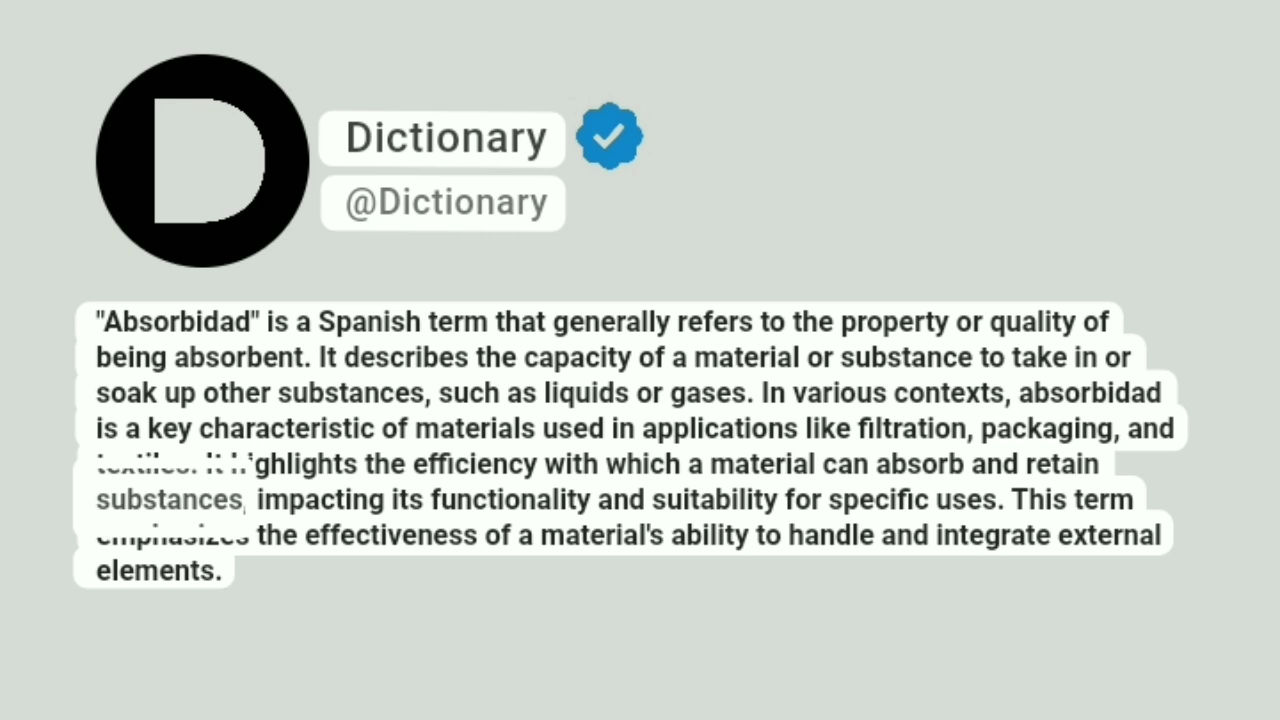 D
Dictionary
@Dictionary
"Absorbidad" is a Spanish term that generally refers to the property or quality of
being absorbent. It describes the capacity of a material or substance to take in or
soak up other substances, such as liquids or gases. In various contexts, absorbidad
is a key characteristic of materials used in applications like filtration, packaging, and
textiles. It highlights the efficiency with which a material can absorb and retain
substances, impacting its functionality and suitability for specific uses. This term
emphasizes the effectiveness of a material's ability to handle and integrate external
elements.